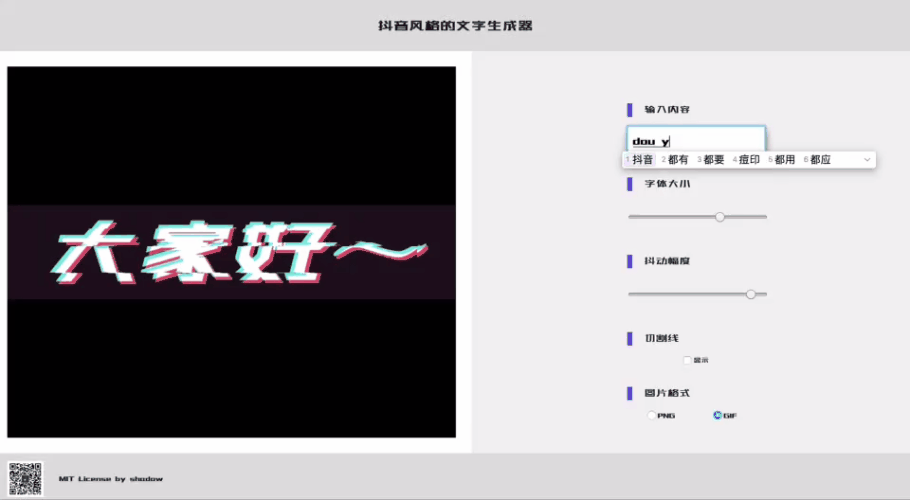 抖音风格的文字生成器
大家好～
输入内容
dou y
1 抖音 2 都有 3 都要 4 痘印 5 都用 6 都应
字体大小
抖动幅度
切割线
显示
图片格式
PNG GIF
MIT License by shadow